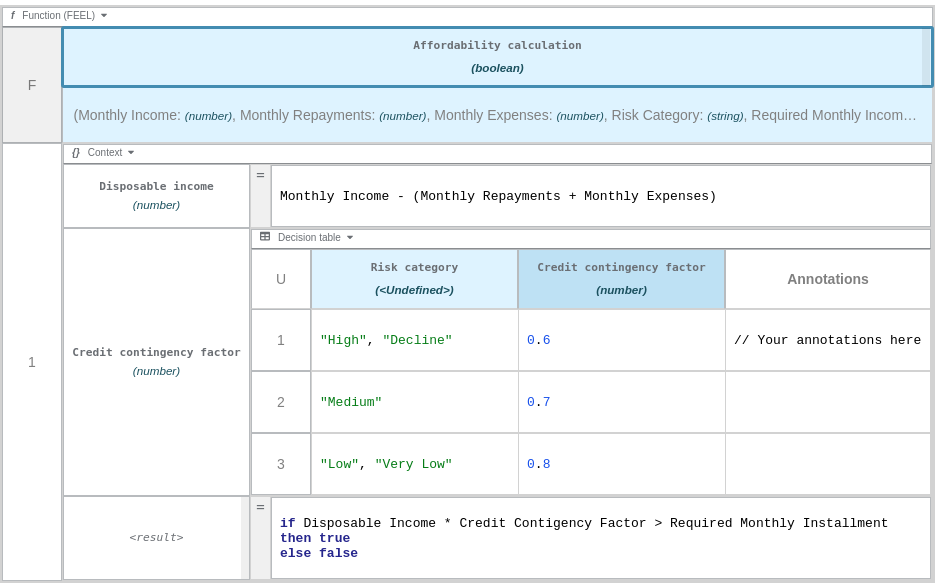 f Function (FEEL)
F
Affordability calculation
(boolean)
(Monthly Income: (number), Monthly Repayments: (number), Monthly Expenses: (number), Risk Category: (string), Required Monthly Incom…
1
{} Context
Disposable income
(number)
=
Monthly Income - (Monthly Repayments + Monthly Expenses)
Credit contingency factor
(number)
Decision table
U
Risk category
(<Undefined>)
Credit contingency factor
(number)
Annotations
1
"High", "Decline"
0.6
// Your annotations here
2
"Medium"
0.7
3
"Low", "Very Low"
0.8
<result>
=
if Disposable Income * Credit Contigency Factor > Required Monthly Installment
then true
else false